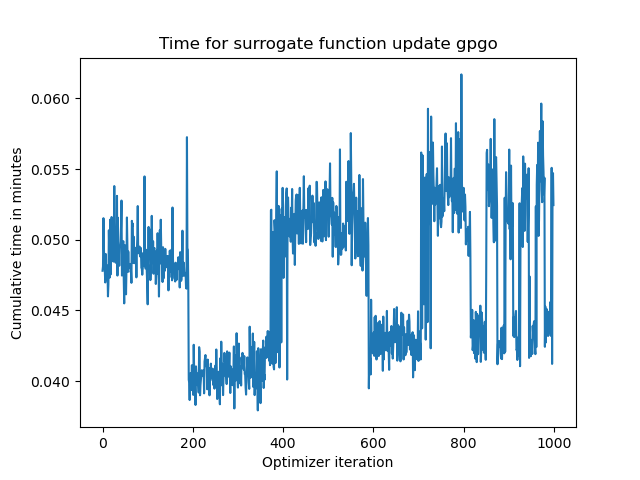 Time for surrogate function update gpgo
Cumulative time in minutes
0.060
0.055
0.050
0.045
0.040
0 200 400 600 800 1000
Optimizer iteration